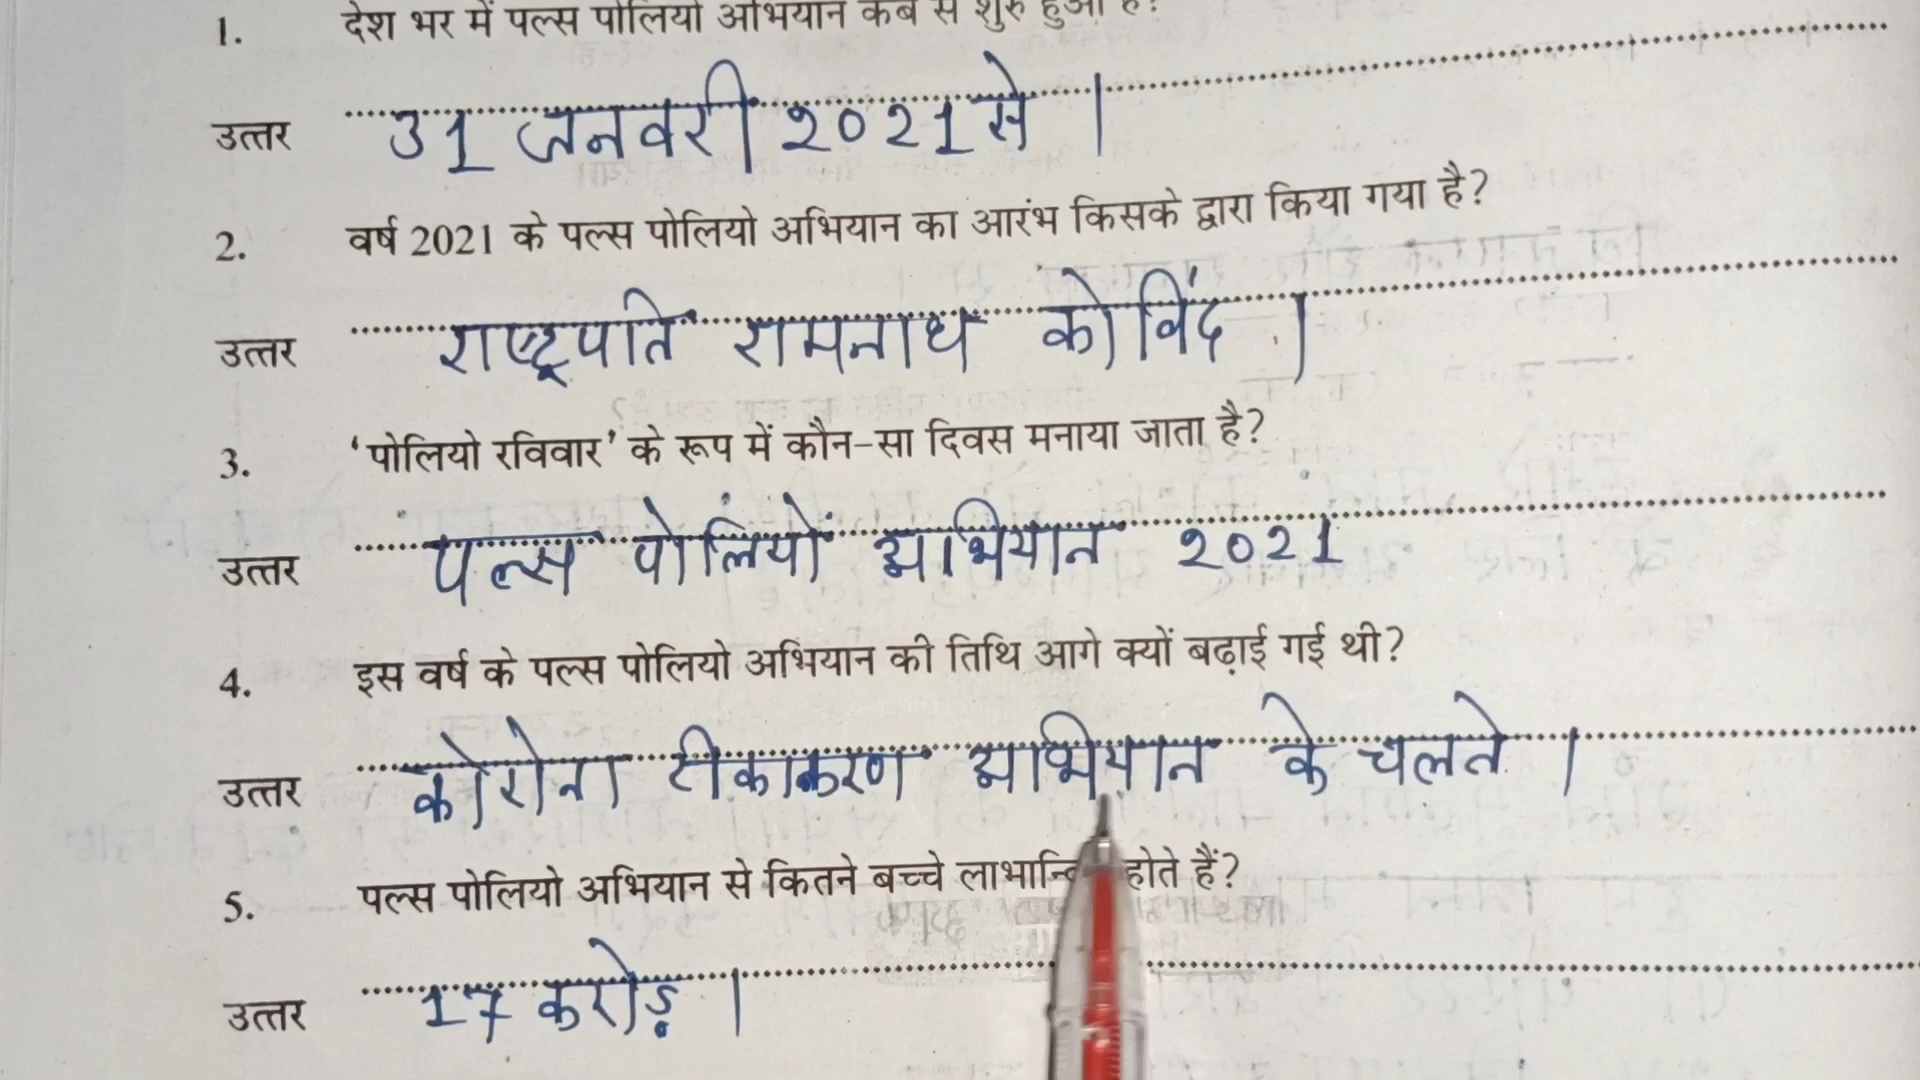 1. देश भर में पल्स पोलियो अभियान कब से शुरु हुआ है?
उत्तर 31 जनवरी 2021 से ।
2. वर्ष 2021 के पल्स पोलियो अभियान का आरंभ किसके द्वारा किया गया है?
उत्तर राष्ट्रपति रामनाथ कोविंद ।
3. ‘पोलियो रविवार’ के रूप में कौन-सा दिवस मनाया जाता है?
उत्तर पल्स पोलिंयों अभियान 2021
4. इस वर्ष के पल्स पोलियो अभियान की तिथि आगे क्यों बढ़ाई गई थी?
उत्तर कोरोना टीकाकरण अभियान के चलते ।
5. पल्स पोलियो अभियान से कितने बच्चे होते हैं?
उत्तर 17 करोड़ ।